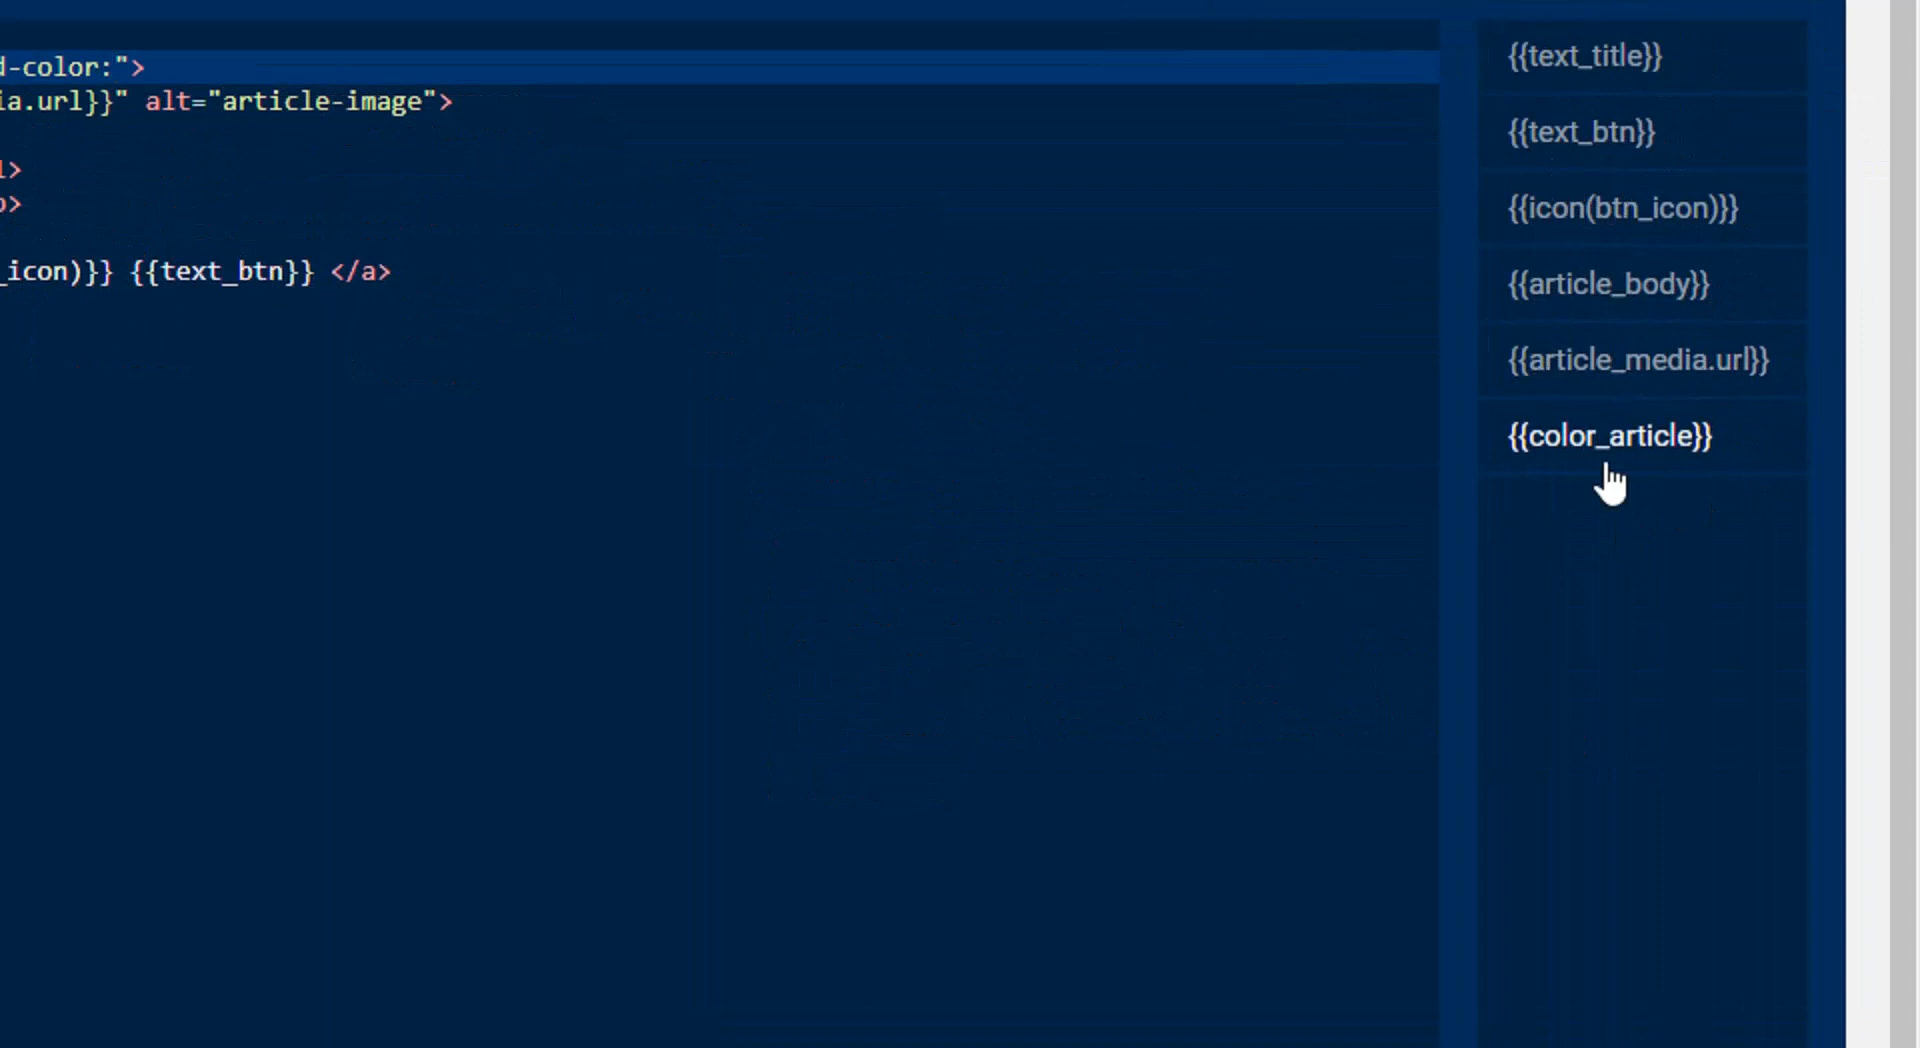 d-color:">
ia.url}}" alt="article-image">
l>
p>
_icon)}} {{text_btn}} </a>
{{text_title}}
{{text_btn}}
{{icon(btn_icon)}}
{{article_body}}
{{article_media.url}}
{{color_article}}